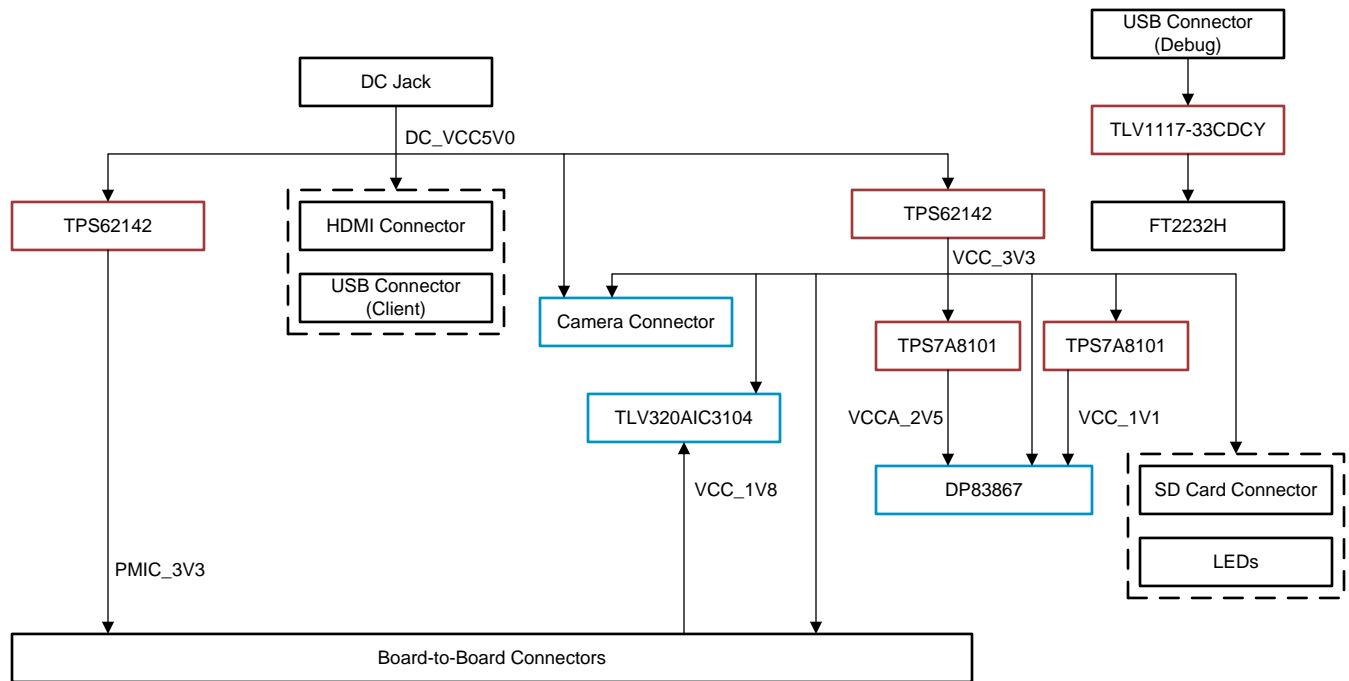 USB Connector
(Debug)
DC Jack
TLV1117-33CDCY
DC_VCC5V0
TPS62142
HDMI Connector
TPS62142
FT2232H
VCC_3V3
USB Connector
(Client)
Camera Connector
TPS7A8101
TPS7A8101
TLV320AIC3104
VCCA_2V5
VCC_1V1
VCC_1V8
DP83867
SD Card Connector
PMIC_3V3
LEDs
Board-to-Board Connectors